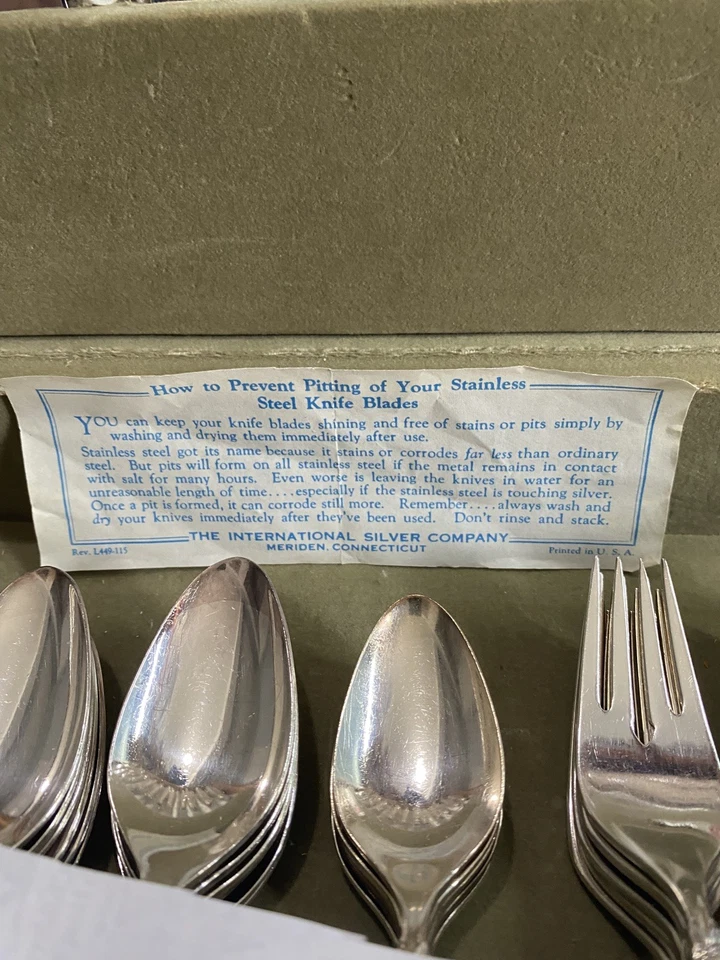 How to Prevent Pitting of Your Stainless
Steel Knife Blades
YOU can keep your knife blades shining and free of stains or pits simply by
washing and drying them immediately after use.
Stainless steel got its name because it stains or corrodes far less than ordinary
steel. But pits will form on all stainless steel if the metal remains in contact
with salt for many hours. Even worse is leaving the knives in water for an
unreasonable length of time....especially if the stainless steel is touching silver.
Once a pit is formed, it can corrode still more. Remember....always wash and
dry your knives immediately after they've been used. Don't rinse and stack.
THE INTERNATIONAL SILVER COMPANY
MERIDEN, CONNECTICUT
Rev. L449-115
Printed in U. S. A.